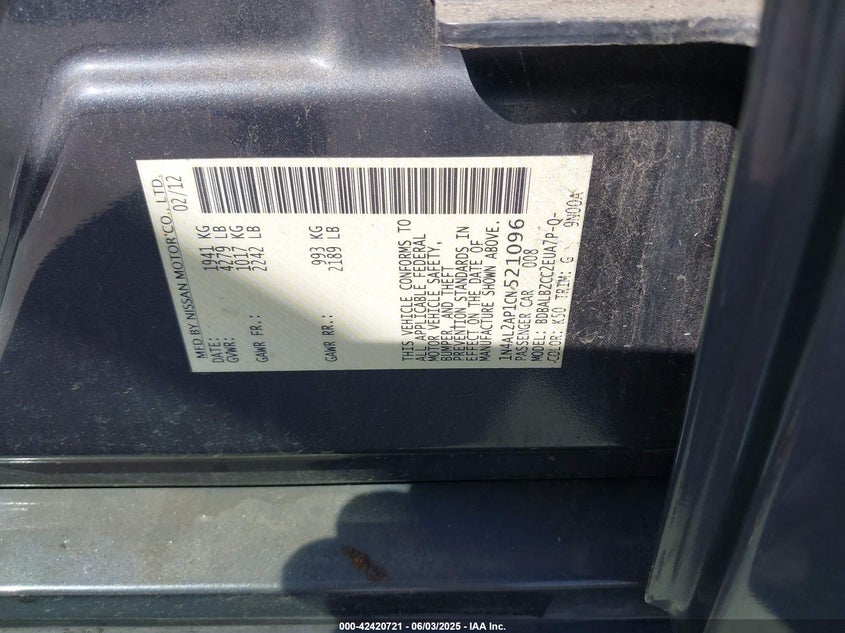 MFD BY NISSAN MOTOR CO., LTD.
DATE: 02/12
GVWR: 1941 KG
4279 LB
GAWR FR.: 1017 KG
2242 LB
GAWR RR.: 993 KG
2189 LB
THIS VEHICLE CONFORMS TO
ALL APPLICABLE FEDERAL
MOTOR VEHICLE SAFETY,
BUMPER, AND THEFT
PREVENTION STANDARDS IN
EFFECT ON THE DATE OF
MANUFACTURE SHOWN ABOVE.
1N4AL2AP1CN521096
PASSENGER CAR 008
MODEL: BDBALBZCC2EUA7P-Q-
COLOR: K50 TRIM: G 9N00A
000-42420721 - 06/03/2025 - IAA Inc.